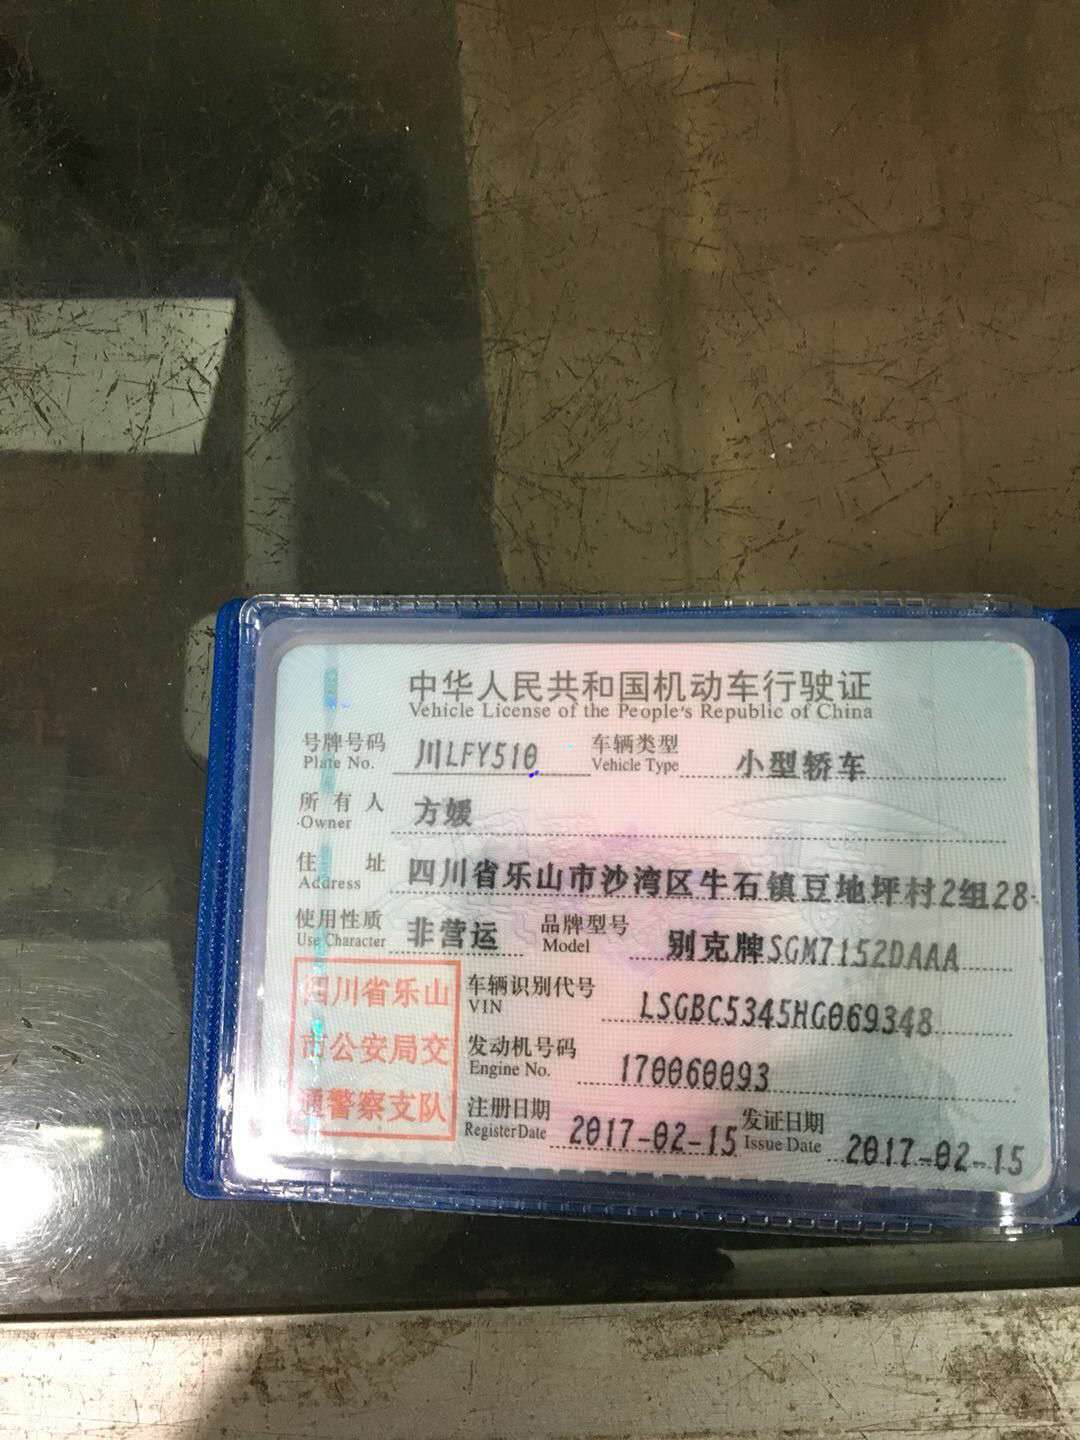 中华人民共和国机动车行驶证
Vehicle License of the People's Republic of China
号牌号码 川LFY510 车辆类型 小型轿车
Plate No. Vehicle Type
所有人 方媛
Owner
住址 四川省乐山市沙湾区牛石镇豆地坪村2组28
Address
使用性质 非营运 品牌型号 别克牌SGM7152DAAA
Use Character Model
四川省乐山
市公安局交
通警察支队
车辆识别代号 LSGBC5345HG069348
VIN
发动机号码 170060093
Engine No.
注册日期 2017-02-15 发证日期 2017-02-15
Register Date Issue Date